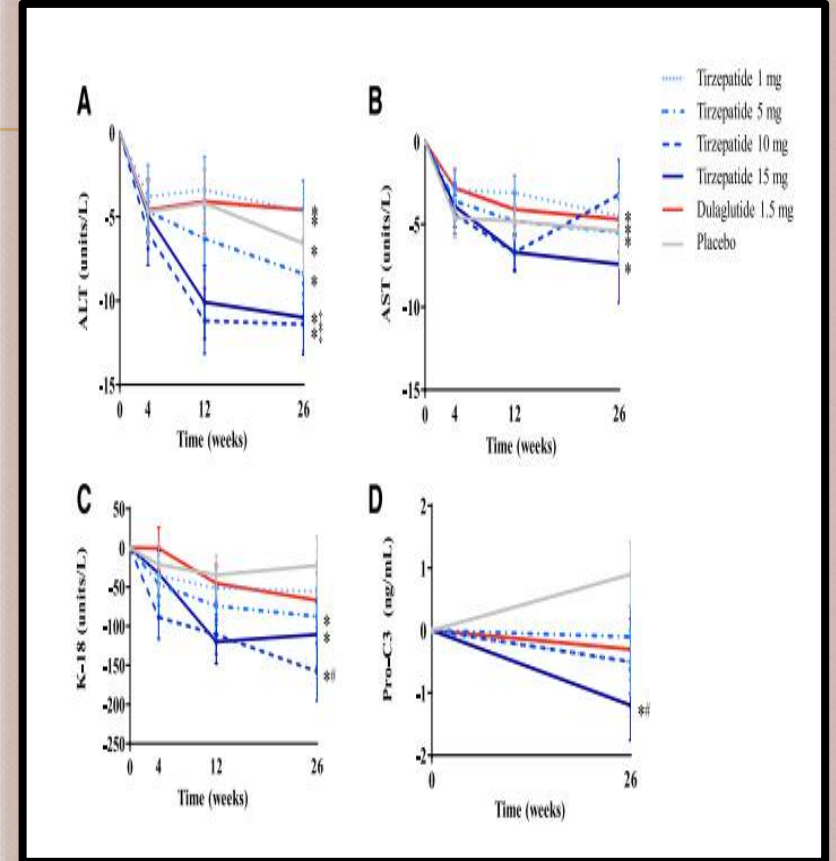 A
ALT (units/L)
0
-5
-10
-15
0 4 12 26
Time (weeks)
* *
*
*
*‡
*‡
B
AST (units/L)
0
-5
-10
-15
0 4 12 26
Time (weeks)
* * * *
*
Tirzepatide 1 mg
Tirzepatide 5 mg
Tirzepatide 10 mg
Tirzepatide 15 mg
Dulaglutide 1.5 mg
Placebo
C
K-18 (units/L)
50
0
-50
-100
-150
-200
-250
0 4 12 26
Time (weeks)
*
*
*#
D
Pro-C3 (ng/mL)
2
1
0
-1
-2
0 26
Time (weeks)
*#